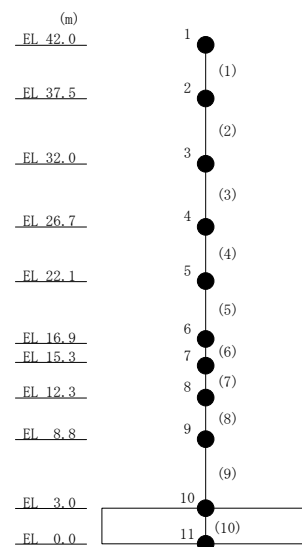 (m)
EL 42.0 1
(1)
EL 37.5 2
(2)
EL 32.0 3
(3)
EL 26.7 4
(4)
EL 22.1 5
(5)
EL 16.9 6
(6)
EL 15.3 7
(7)
EL 12.3 8
(8)
EL 8.8 9
(9)
EL 3.0 10
(10)
EL 0.0 11